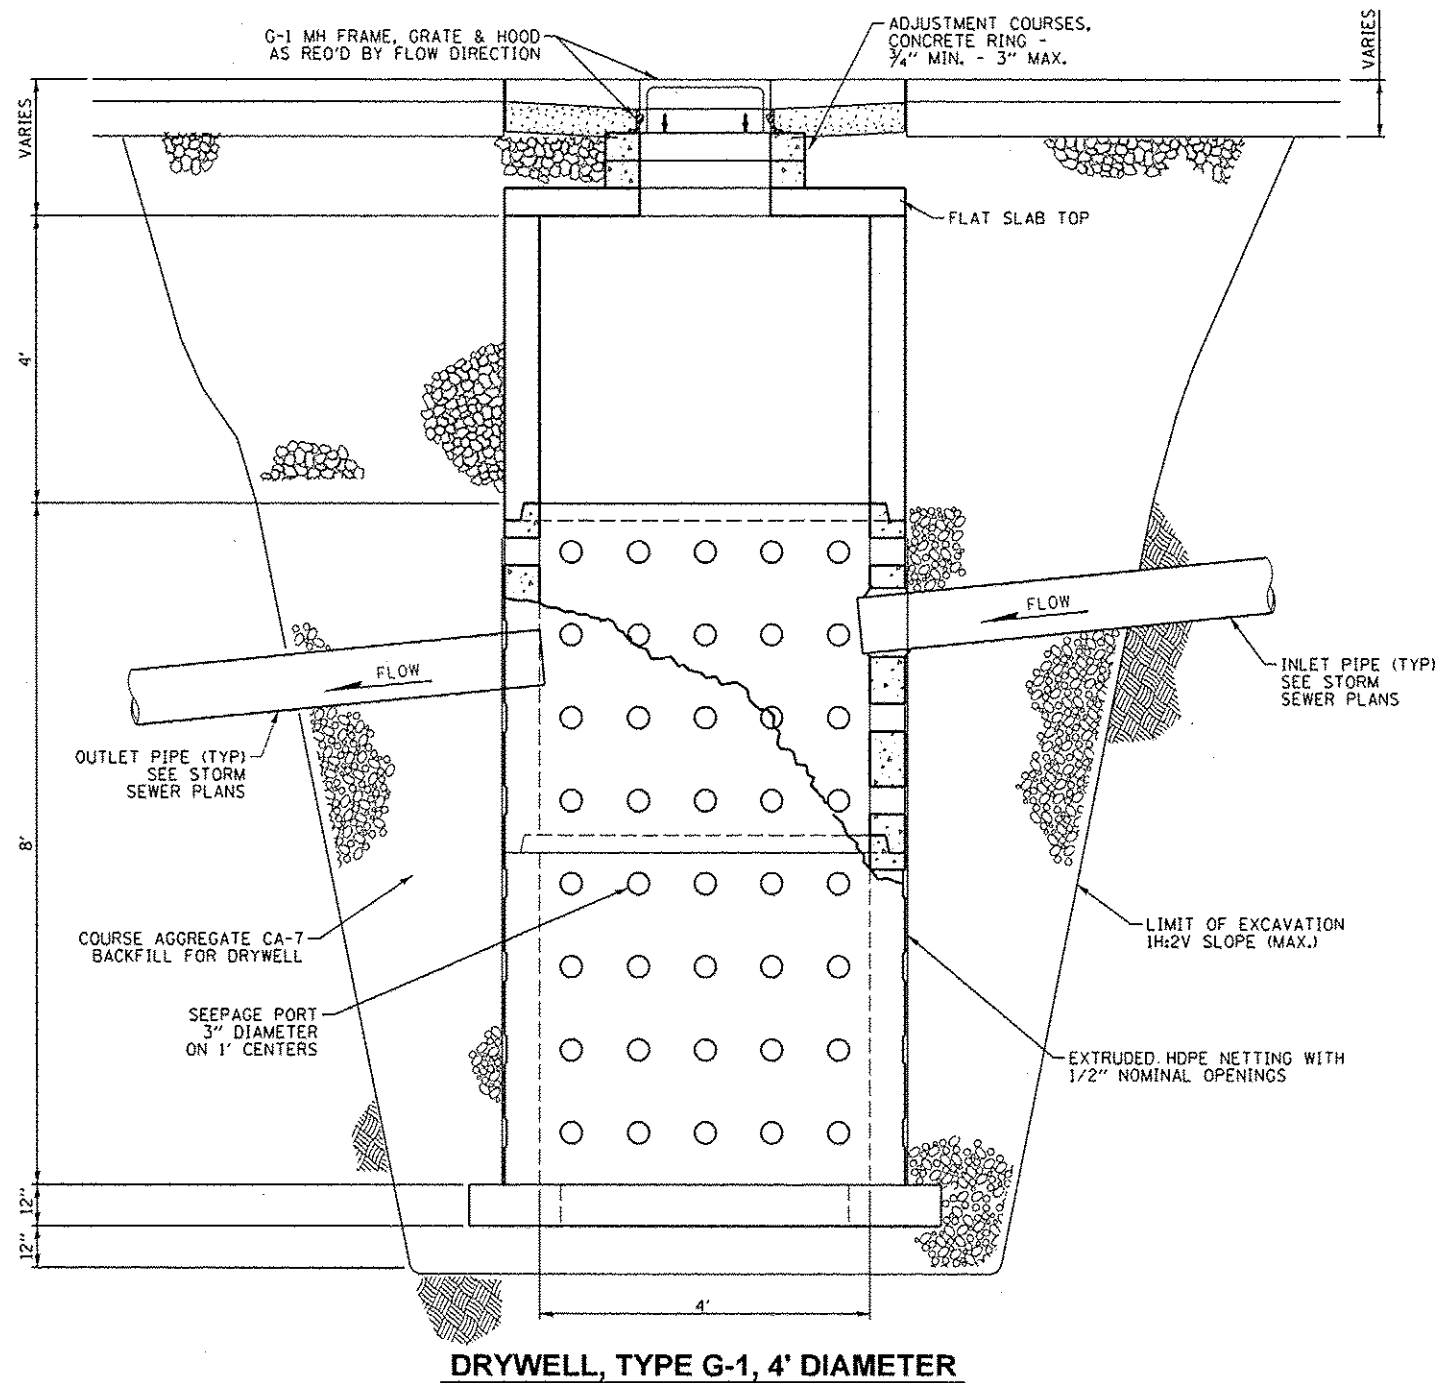 G-1 MH FRAME, GRATE & HOOD
AS REO'D BY FLOW DIRECTION
ADJUSTMENT COURSES,
CONCRETE RING -
3/4" MIN. - 3" MAX.
VARIES
VARIES
FLAT SLAB TOP
4'
FLOW
FLOW
INLET PIPE (TYP)
SEE STORM
SEWER PLANS
OUTLET PIPE (TYP)
SEE STORM
SEWER PLANS
8'
COURSE AGGREGATE CA-7
BACKFILL FOR DRYWELL
LIMIT OF EXCAVATION
1H:2V SLOPE (MAX.)
SEEPAGE PORT
3" DIAMETER
ON 1' CENTERS
EXTRUDED. HDPE NETTING WITH
1/2" NOMINAL OPENINGS
12"
12"
4'
DRYWELL, TYPE G-1, 4' DIAMETER